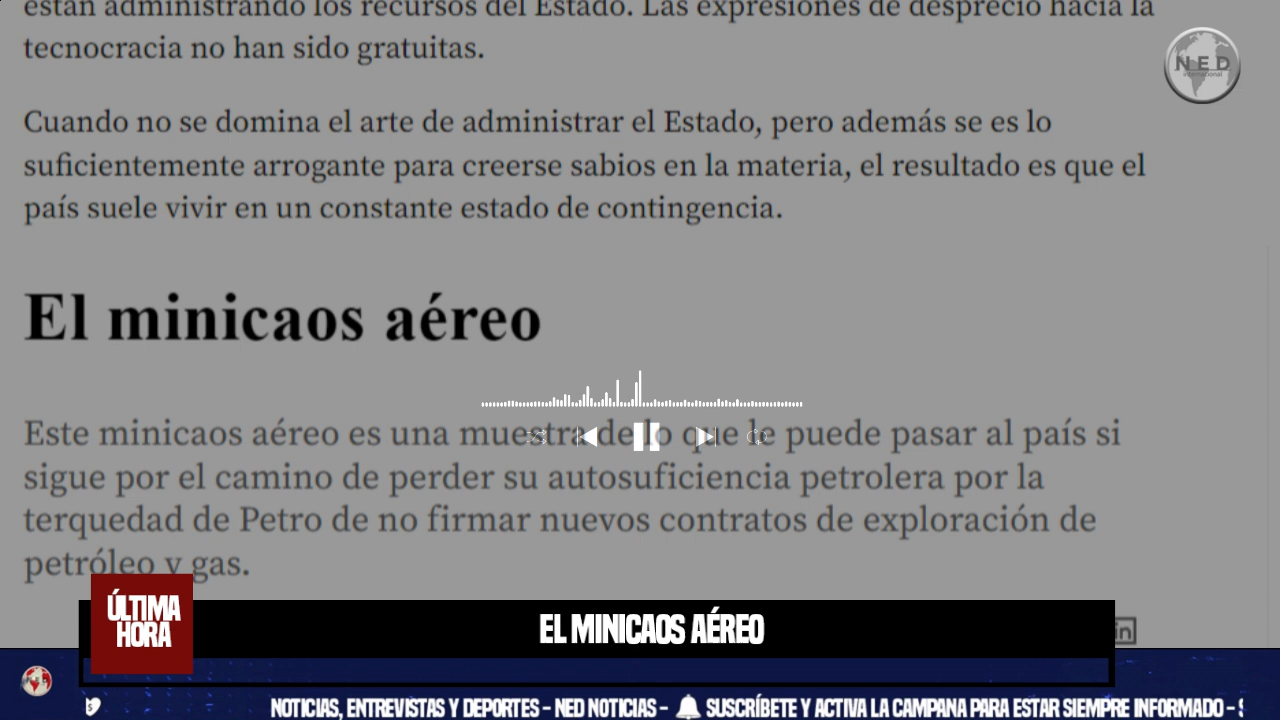 están administrando los recursos del Estado. Las expresiones de desprecio hacia la
tecnocracia no han sido gratuitas.
NED
international
Cuando no se domina el arte de administrar el Estado, pero además se es lo
suficientemente arrogante para creerse sabios en la materia, el resultado es que el
país suele vivir en un constante estado de contingencia.
El minicaos aéreo
Este minicaos aéreo es una muestra de lo que le puede pasar al país si
sigue por el camino de perder su autosuficiencia petrolera por la
terquedad de Petro de no firmar nuevos contratos de exploración de
petróleo y gas.
ÚLTIMA
HORA
EL MINICAOS AÉREO
in
NOTICIAS, ENTREVISTAS Y DEPORTES - NED NOTICIAS - SUSCRÍBETE Y ACTIVA LA CAMPANA PARA ESTAR SIEMPRE INFORMADO -